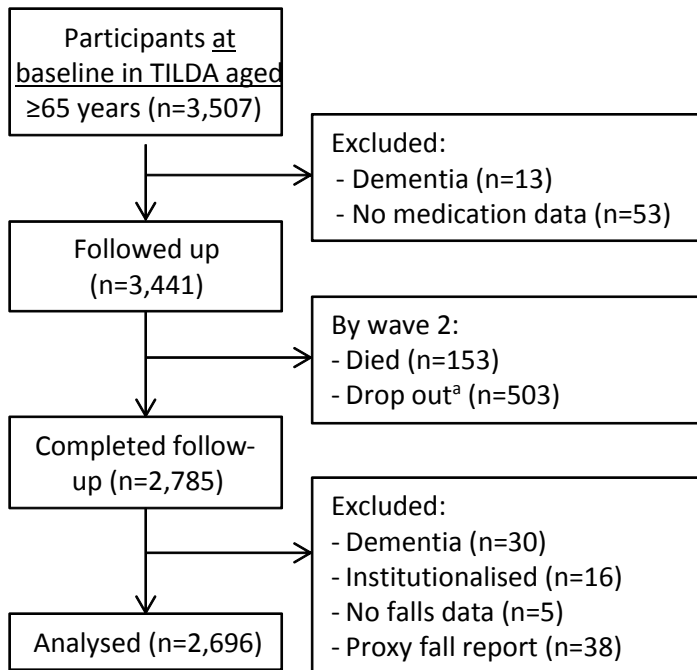 Participants at
baseline in TILDA aged
≥65 years (n=3,507)
Excluded:
- Dementia (n=13)
- No medication data (n=53)
Followed up
(n=3,441)
By wave 2:
- Died (n=153)
- Drop outᵃ (n=503)
Completed follow-
up (n=2,785)
Excluded:
- Dementia (n=30)
- Institutionalised (n=16)
- No falls data (n=5)
- Proxy fall report (n=38)
Analysed (n=2,696)